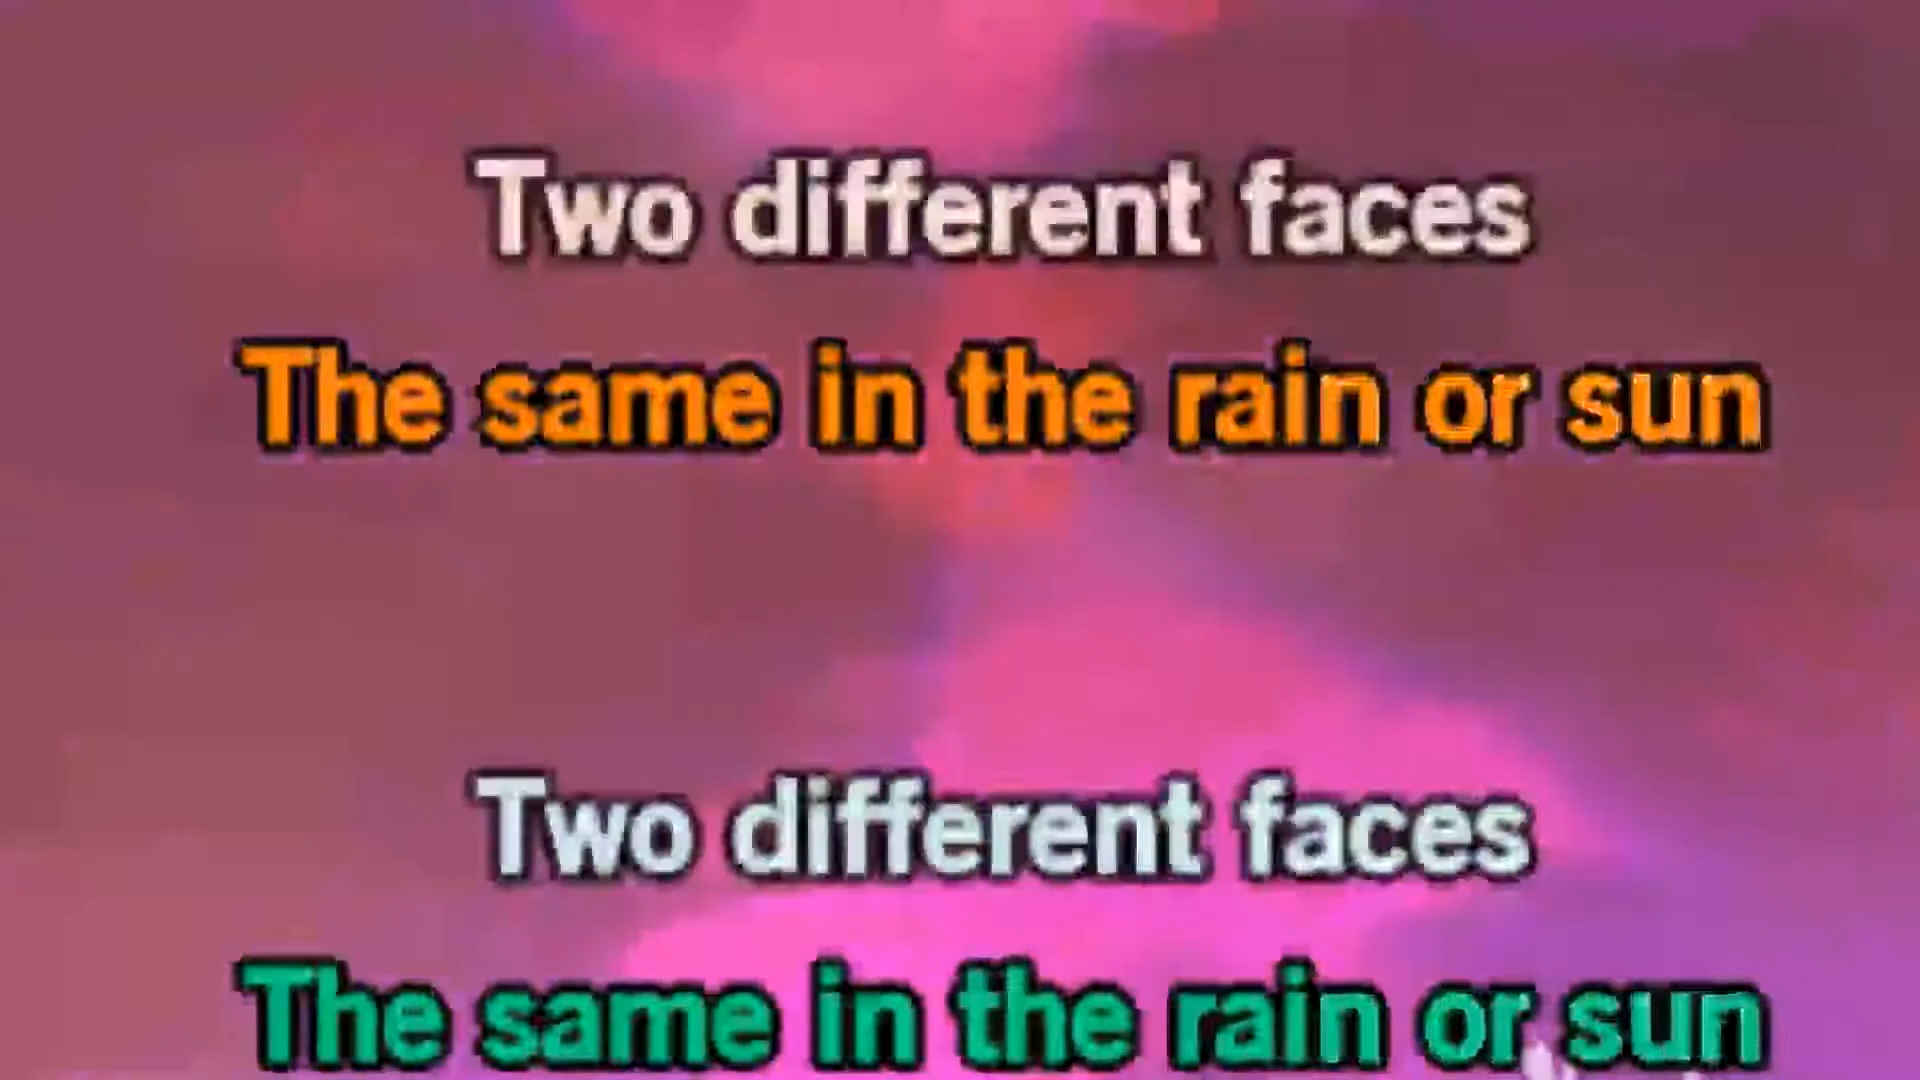 Two different faces
The same in the rain or sun
Two different faces
The same in the rain or sun